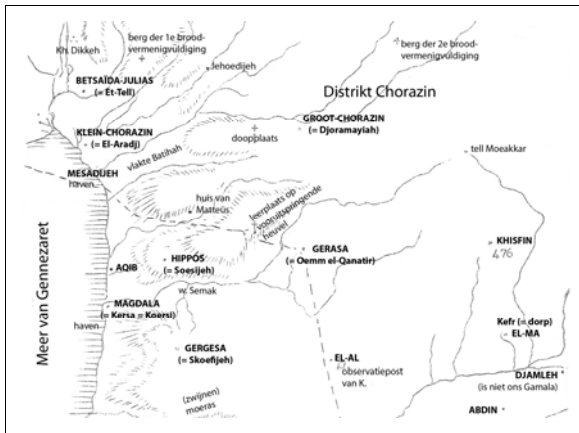 Kh. Dikkeh
berg der 1e brood-
vermenigvuldiging
berg der 2e brood-
vermenigvuldiging
Jehoedijeh
BETSAÏDA-JULIAS
(= Et-Tell)
Distrikt Chorazin
GROOT-CHORAZIN
(= Djoramayiah)
KLEIN-CHORAZIN
(= El-Aradj)
doopplaats
vlakte Batihah
tell Moeakkar
MESADIJEH
haven
huis van
Matteüs
leerplaats op
vooruitspringende
heuvel
KHISFIN
476
GERASA
(= Oemm el-Qanatir)
HIPPOS
(= Soesijeh)
AQIB
w. Semak
MAGDALA
(= Kersa = Koersi)
haven
Meer van Gennezaret
Kefr (= dorp)
EL-MA
GERGESA
(= Skoefijeh)
EL-AL
observatiepost
van K.
DJAMLEH
(is niet ons Gamala)
(zwijnen)
moeras
ABDIN